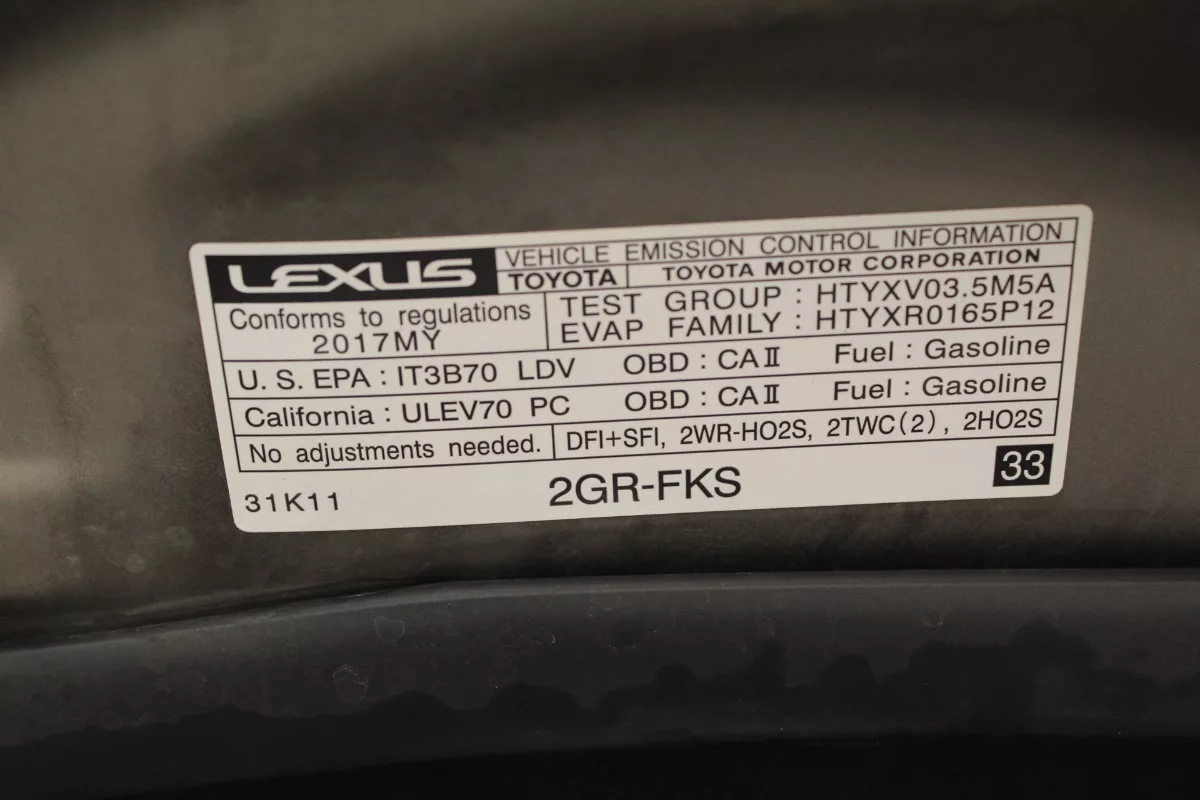 LEXUS
VEHICLE EMISSION CONTROL INFORMATION
TOYOTA TOYOTA MOTOR CORPORATION
Conforms to regulations
2017MY
TEST GROUP : HTYXV03.5M5A
EVAP FAMILY : HTYXR0165P12
U. S. EPA : IT3B70 LDV OBD : CAⅡ Fuel : Gasoline
California : ULEV70 PC OBD : CAⅡ Fuel : Gasoline
No adjustments needed. DFI+SFI, 2WR-HO2S, 2TWC(2), 2HO2S
31K11 2GR-FKS 33